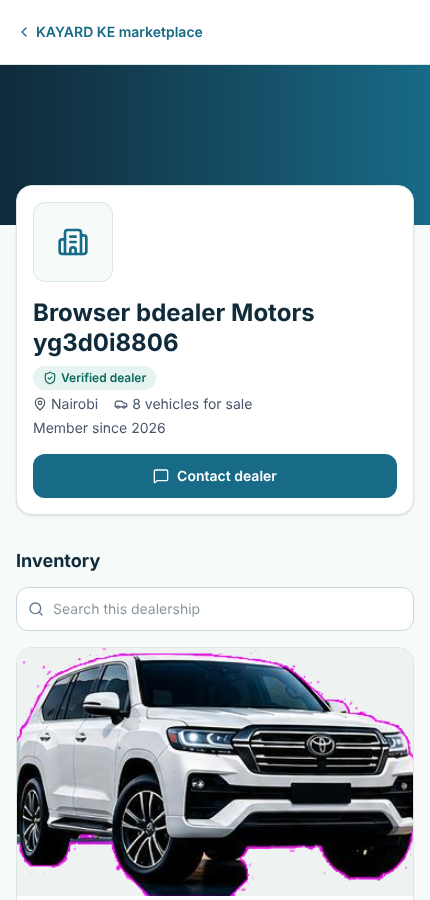 KAYARD KE marketplace
Browser bdealer Motors
yg3d0i8806
Verified dealer
Nairobi 8 vehicles for sale
Member since 2026
Contact dealer
Inventory
Search this dealership